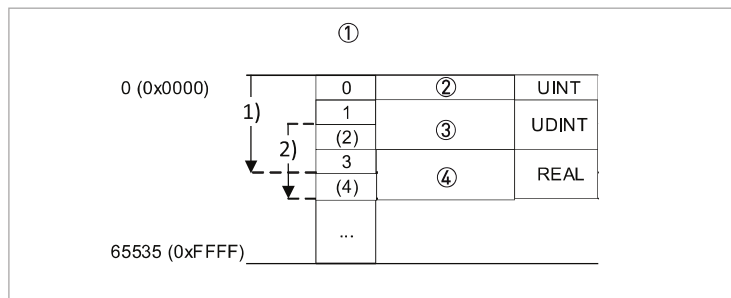 ①
0 (0x0000) 0 ② UINT
1)
1
2)
(2) ③ UDINT
3
(4) ④ REAL
...
65535 (0xFFFF)